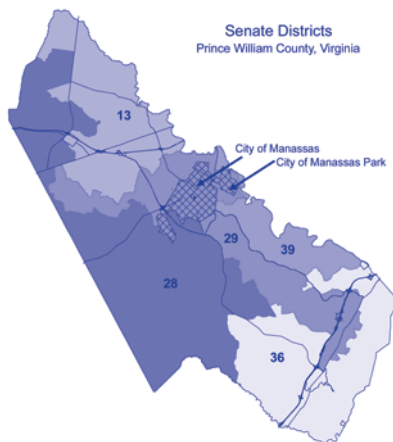 Senate Districts
Prince William County, Virginia
13
City of Manassas
City of Manassas Park
29
39
28
36